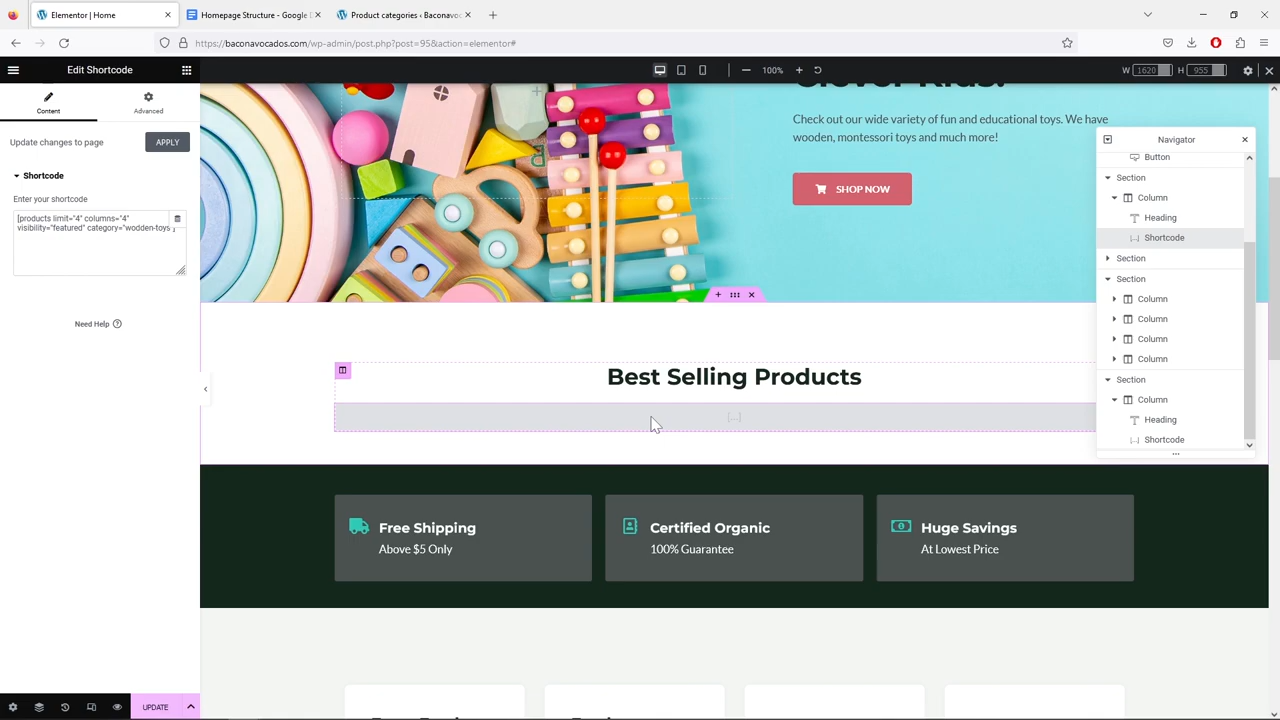 Elementor | Home
Homepage Structure - Google D
Product categories ‹ Baconavoc
https://baconavocados.com/wp-admin/post.php?post=95&action=elementor#
Edit Shortcode
100%
W 1620
H 955
Content
Advanced
Update changes to page
APPLY
Shortcode
Enter your shortcode
[products limit="4" columns="4"
visibility="featured" category="wodden-toys"]
Need Help
UPDATE
Check out our wide variety of fun and educational toys. We have
wooden, montessori toys and much more!
SHOP NOW
Best Selling Products
Free Shipping
Above $5 Only
Certified Organic
100% Guarantee
Huge Savings
At Lowest Price
Navigator
Button
Section
Column
Heading
Shortcode
Section
Section
Column
Column
Column
Column
Section
Column
Heading
Shortcode